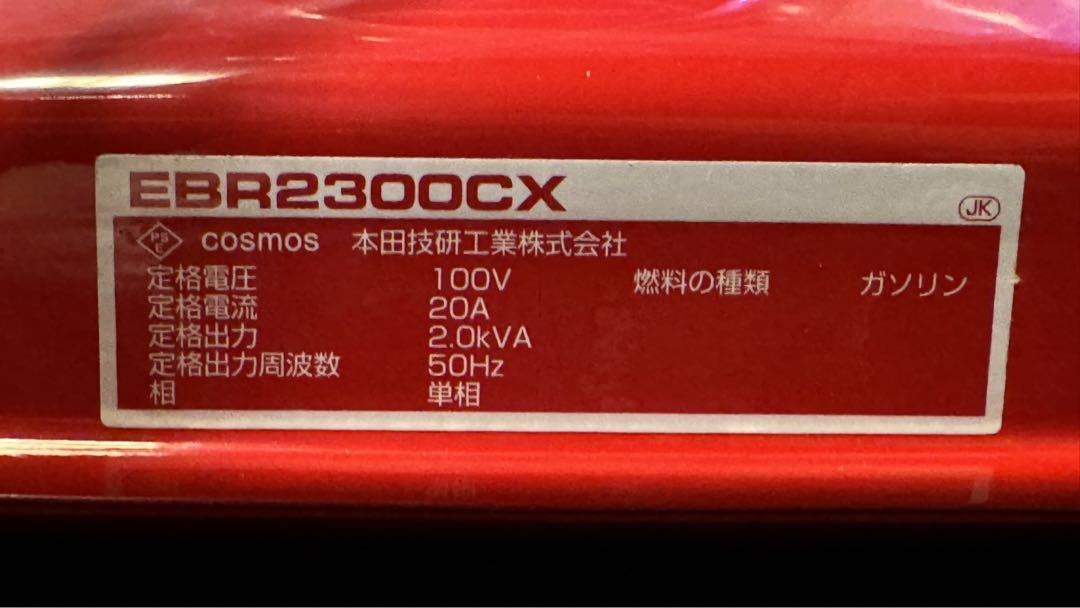 EBR2300CX
JK
PS E cosmos 本田技研工業株式会社
定格電圧 100V 燃料の種類 ガソリン
定格電流 20A
定格出力 2.0kVA
定格出力周波数 50Hz
相 単相